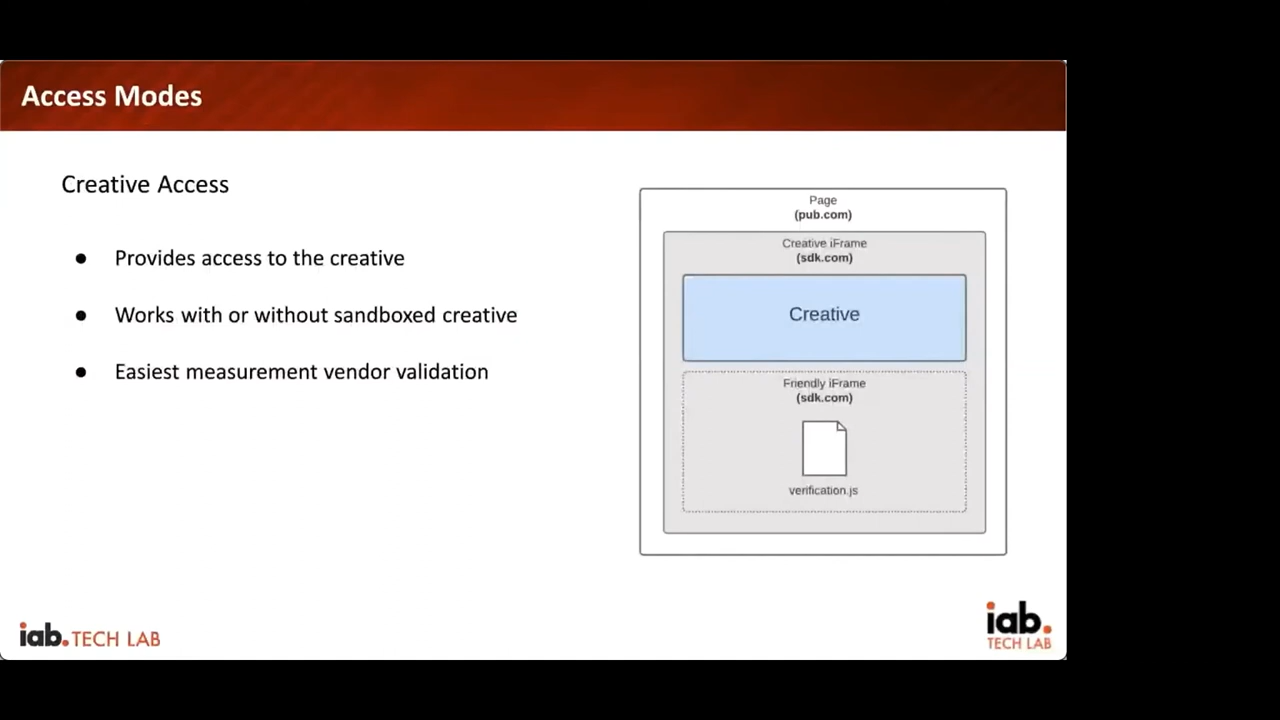 Access Modes
Creative Access
● Provides access to the creative
● Works with or without sandboxed creative
● Easiest measurement vendor validation
Page
(pub.com)
Creative iFrame
(sdk.com)
Creative
Friendly iFrame
(sdk.com)
verification.js
iab.TECH LAB
iab.
TECH LAB